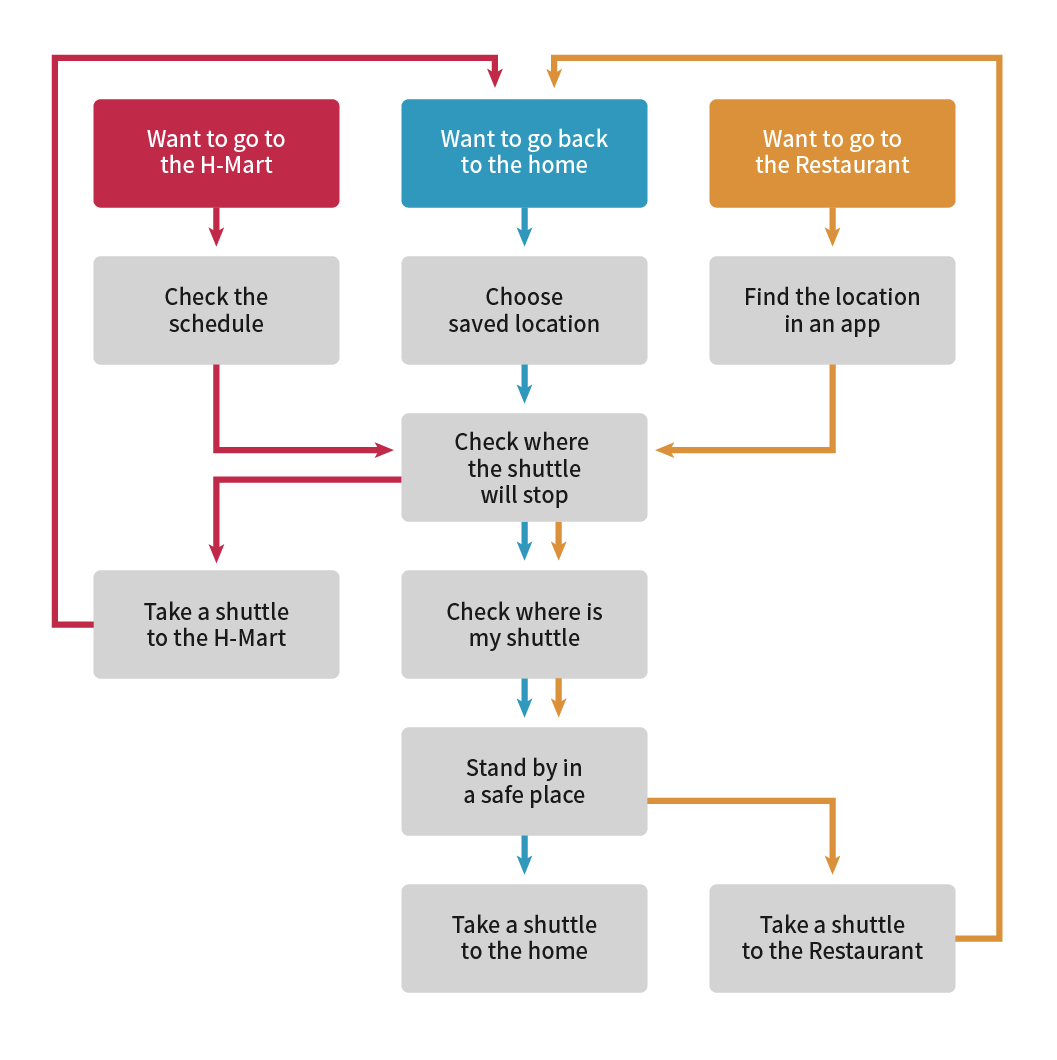 Want to go to
the H-Mart
Want to go back
to the home
Want to go to
the Restaurant
Check the
schedule
Choose
saved location
Find the location
in an app
Check where
the shuttle
will stop
Take a shuttle
to the H-Mart
Check where is
my shuttle
Stand by in
a safe place
Take a shuttle
to the home
Take a shuttle
to the Restaurant